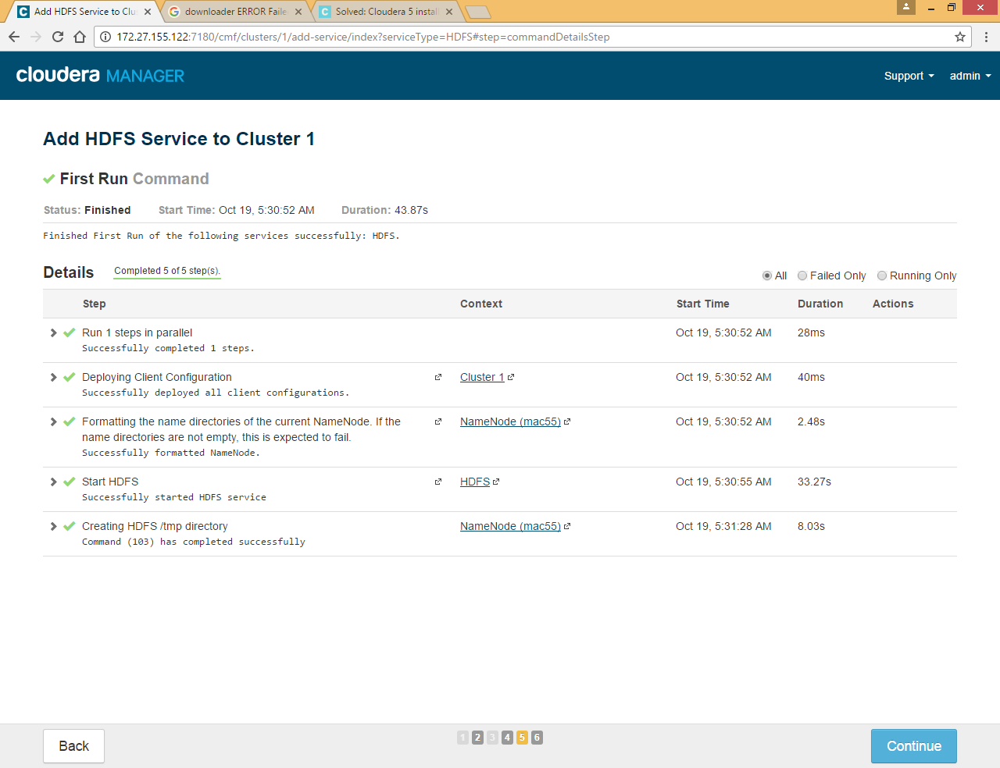 Add HDFS Service to Clu
downloader ERROR Faile
Solved: Cloudera 5 instal
172.27.155.122:7180/cmf/clusters/1/add-service/index?serviceType=HDFS#step=commandDetailsStep
cloudera MANAGER
Support
admin
Add HDFS Service to Cluster 1
First Run Command
Status: Finished
Start Time: Oct 19, 5:30:52 AM
Duration: 43.87s
Finished First Run of the following services successfully: HDFS.
Details
Completed 5 of 5 step(s).
All
Failed Only
Running Only
Step
Context
Start Time
Duration
Actions
Run 1 steps in parallel
Oct 19, 5:30:52 AM
28ms
Successfully completed 1 steps.
Deploying Client Configuration
Cluster 1
Oct 19, 5:30:52 AM
40ms
Successfully deployed all client configurations.
Formatting the name directories of the current NameNode. If the
NameNode (mac55)
Oct 19, 5:30:52 AM
2.48s
name directories are not empty, this is expected to fail.
Successfully formatted NameNode.
Start HDFS
HDFS
Oct 19, 5:30:55 AM
33.27s
Successfully started HDFS service
Creating HDFS /tmp directory
NameNode (mac55)
Oct 19, 5:31:28 AM
8.03s
Command (103) has completed successfully
Back
1 2 3 4 5 6
Continue